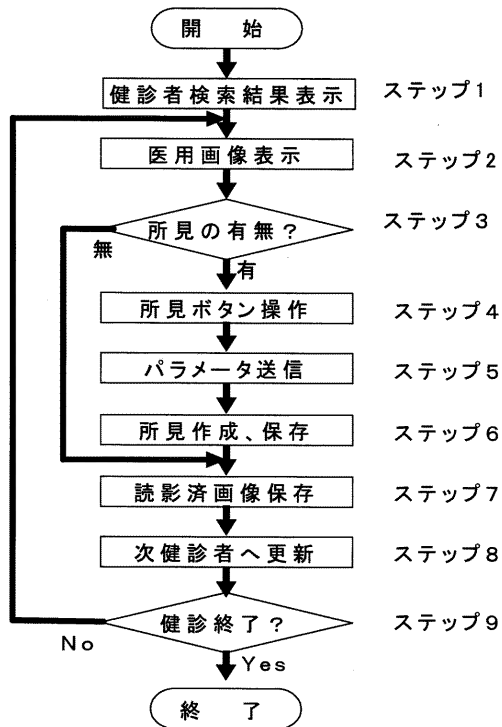 開 始
健診者検索結果表示 ステップ1
医用画像表示 ステップ2
所見の有無? ステップ3
無
有
所見ボタン操作 ステップ4
パラメータ送信 ステップ5
所見作成、保存 ステップ6
読影済画像保存 ステップ7
次健診者へ更新 ステップ8
健診終了? ステップ9
No
Yes
終 了